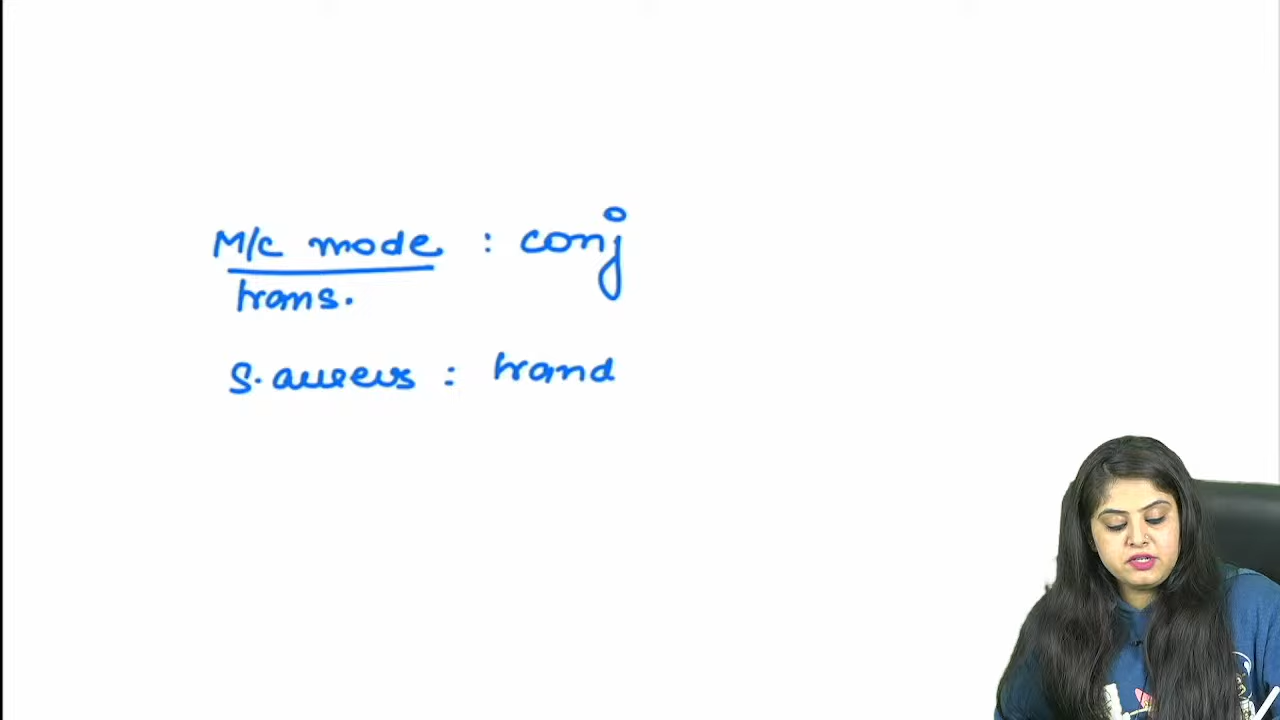 M/c mode : conj
trans.
S. aureus : trand